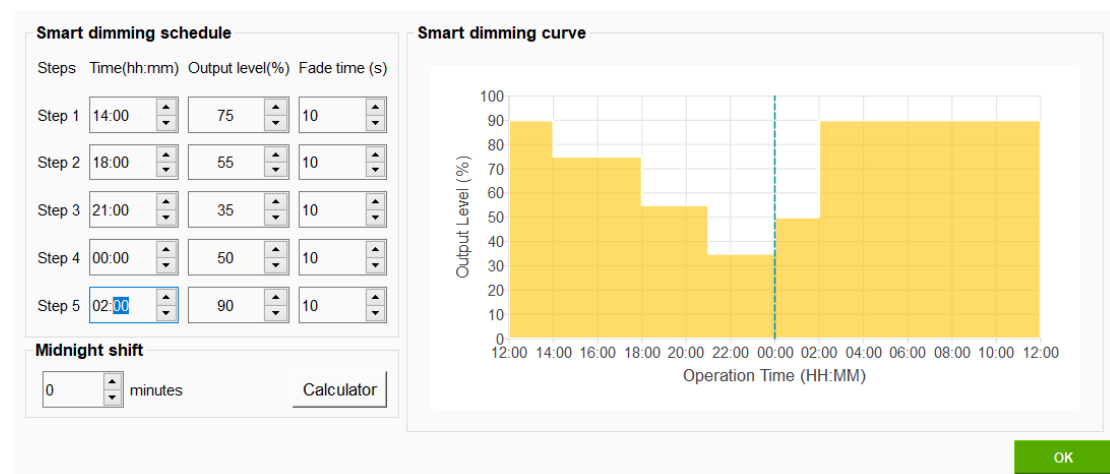 Smart dimming schedule
Steps Time(hh:mm) Output level(%) Fade time (s)
Step 1 14:00 75 10
Step 2 18:00 55 10
Step 3 21:00 35 10
Step 4 00:00 50 10
Step 5 02:00 90 10
Midnight shift
0 minutes Calculator
Smart dimming curve
Output Level (%)
100
90
80
70
60
50
40
30
20
10
0
12:00 14:00 16:00 18:00 20:00 22:00 00:00 02:00 04:00 06:00 08:00 10:00 12:00
Operation Time (HH:MM)
OK